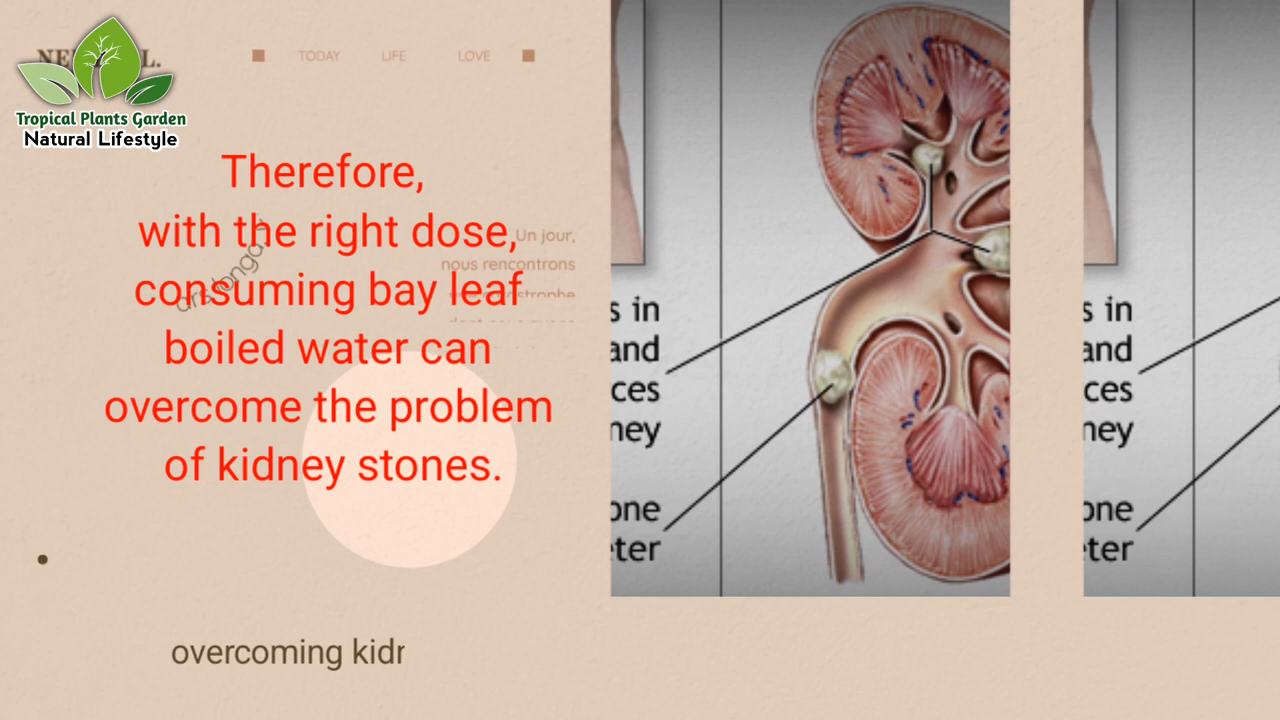 TODAY LIFE LOVE
Tropical Plants Garden
Natural Lifestyle
Therefore,
with the right dose,
consuming bay leaf
boiled water can
overcome the problem
of kidney stones.
Un jour,
nous rencontrons
s in
and
ces
ney
one
eter
s in
and
ces
ney
one
eter
overcoming